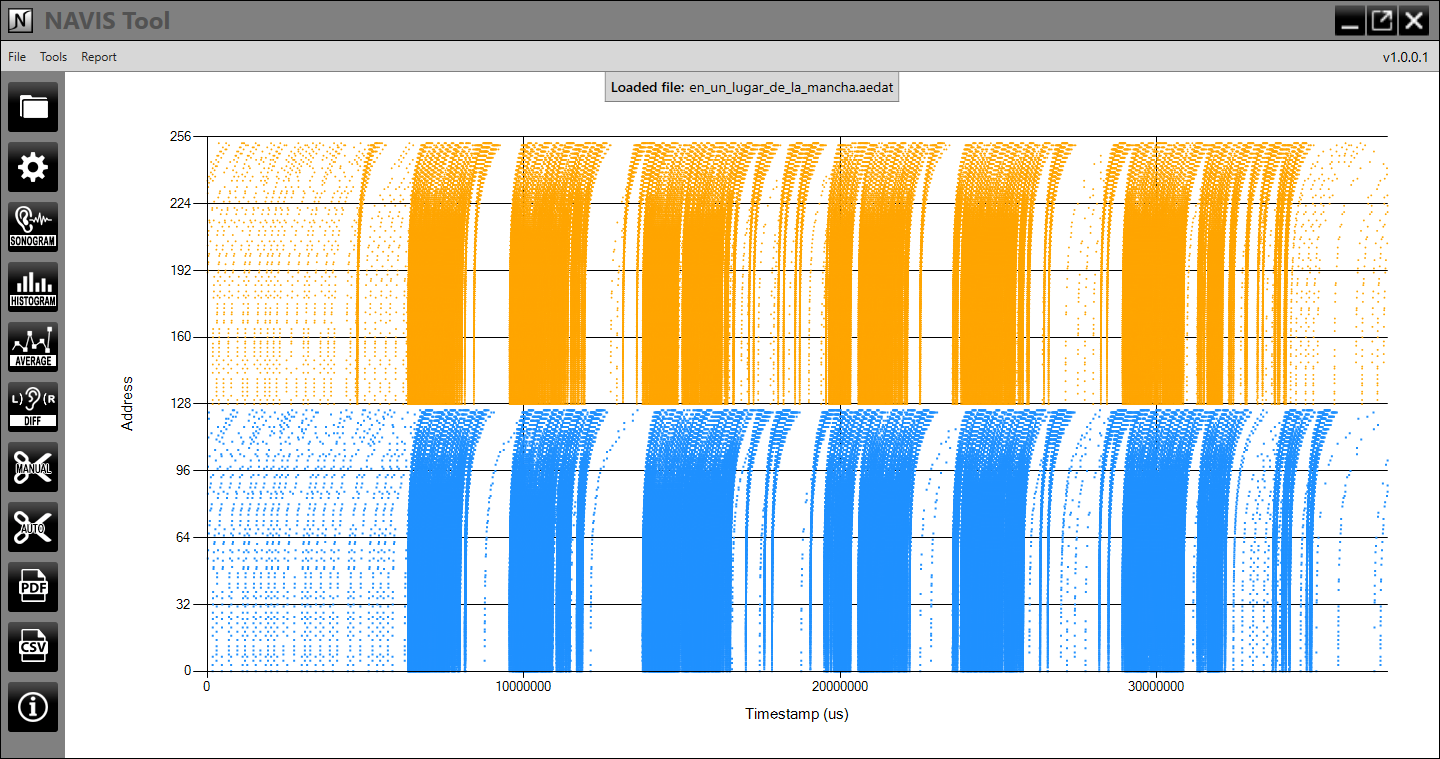 NAVIS Tool
File Tools Report
v1.0.0.1
Loaded file: en_un_lugar_de_la_mancha.aedat
SONOGRAM
HISTOGRAM
AVERAGE
L) (R
DIFF
MANUAL
AUTO
PDF
CSV
Address
256
224
192
160
128
96
64
32
0
0 10000000 20000000 30000000
Timestamp (us)